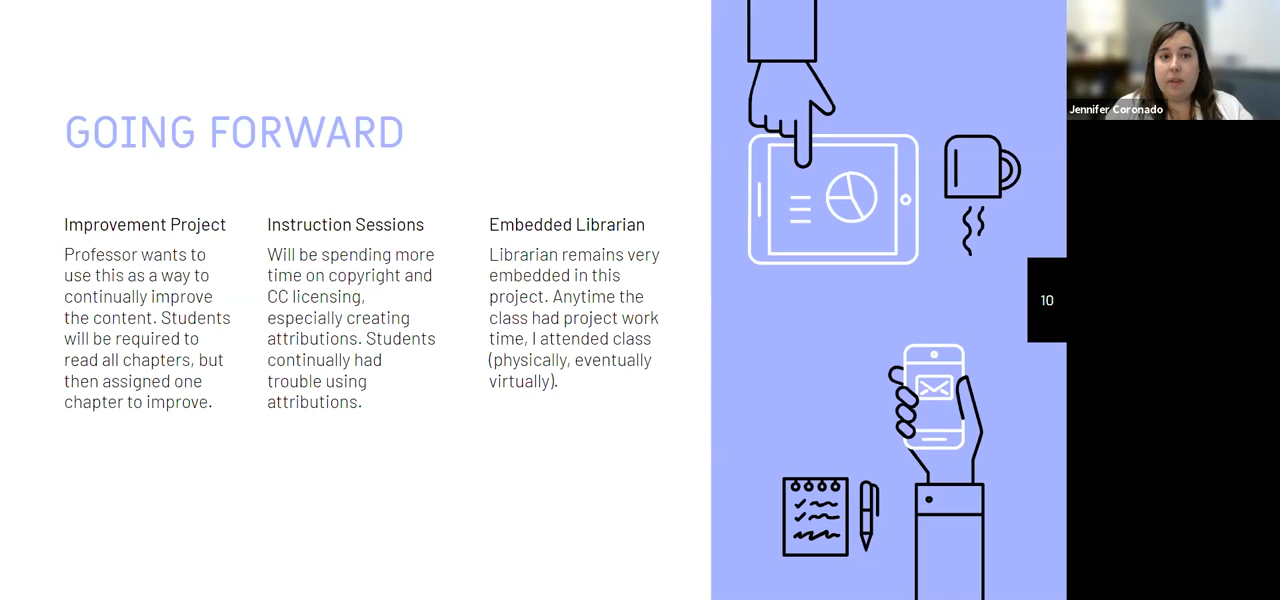 GOING FORWARD
Improvement Project
Professor wants to
use this as a way to
continually improve
the content. Students
will be required to
read all chapters, but
then assigned one
chapter to improve.
Instruction Sessions
Will be spending more
time on copyright and
CC licensing,
especially creating
attributions. Students
continually had
trouble using
attributions.
Embedded Librarian
Librarian remains very
embedded in this
project. Anytime the
class had project work
time, I attended class
(physically, eventually
virtually).
10
Jennifer Coronado